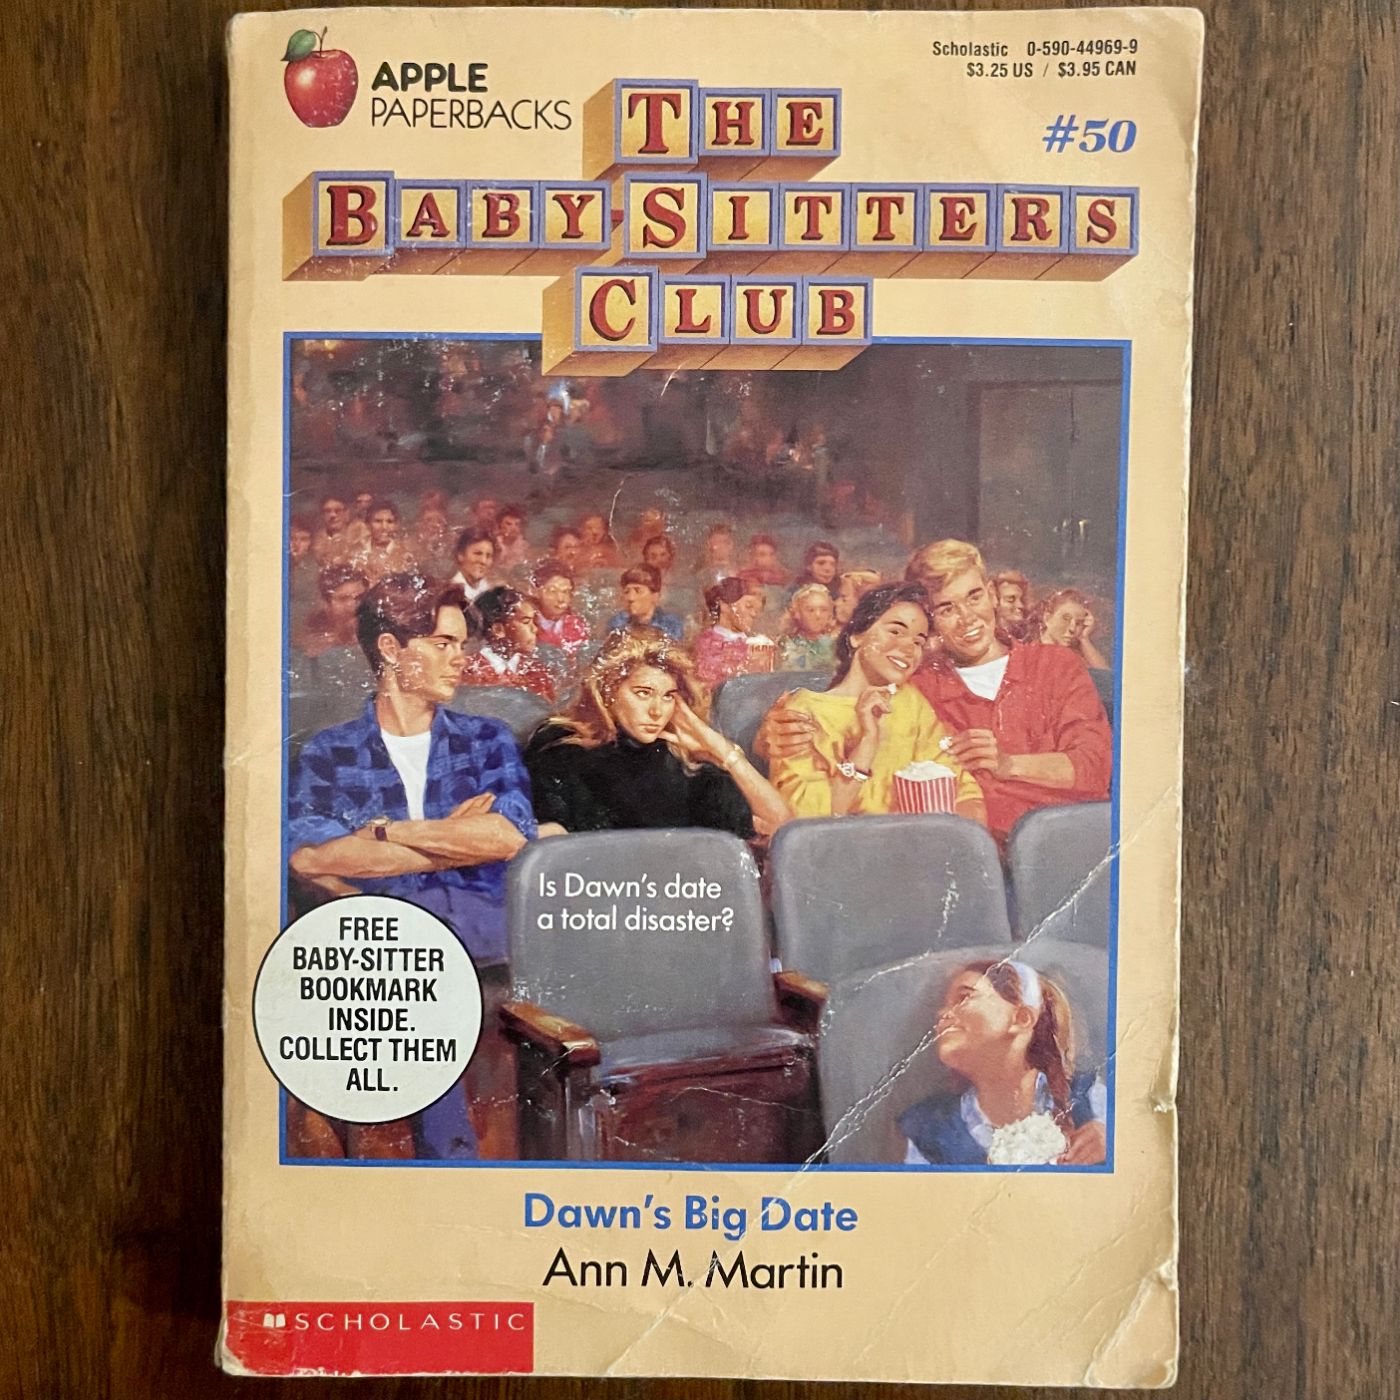 APPLE
PAPERBACKS
Scholastic 0-590-44969-9
$3.25 US / $3.95 CAN
#50
THE
BABY-SITTERS
CLUB
Is Dawn's date
a total disaster?
FREE
BABY-SITTER
BOOKMARK
INSIDE.
COLLECT THEM
ALL.
Dawn's Big Date
Ann M. Martin
SCHOLASTIC